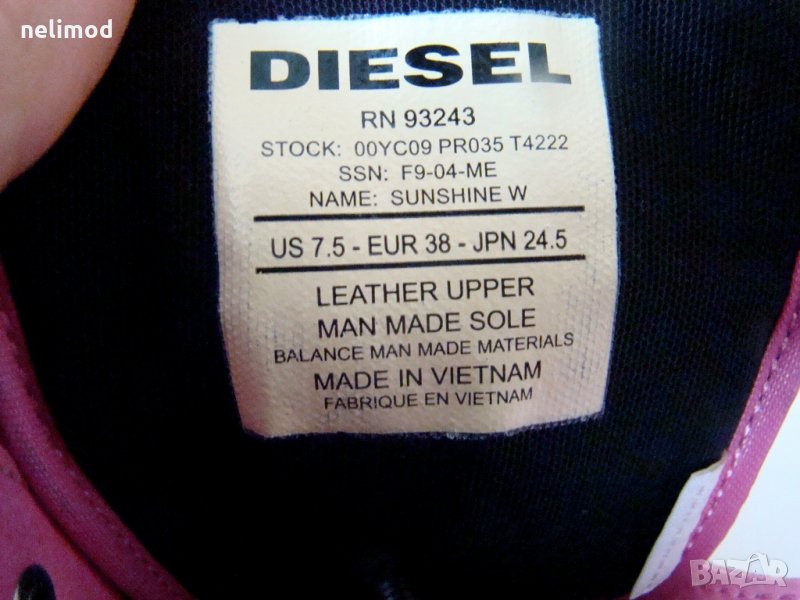 nelimod
DIESEL
RN 93243
STOCK: 00YC09 PR035 T4222
SSN: F9-04-ME
NAME: SUNSHINE W
US 7.5 - EUR 38 - JPN 24.5
LEATHER UPPER
MAN MADE SOLE
BALANCE MAN MADE MATERIALS
MADE IN VIETNAM
FABRIQUE EN VIETNAM
BAZAR